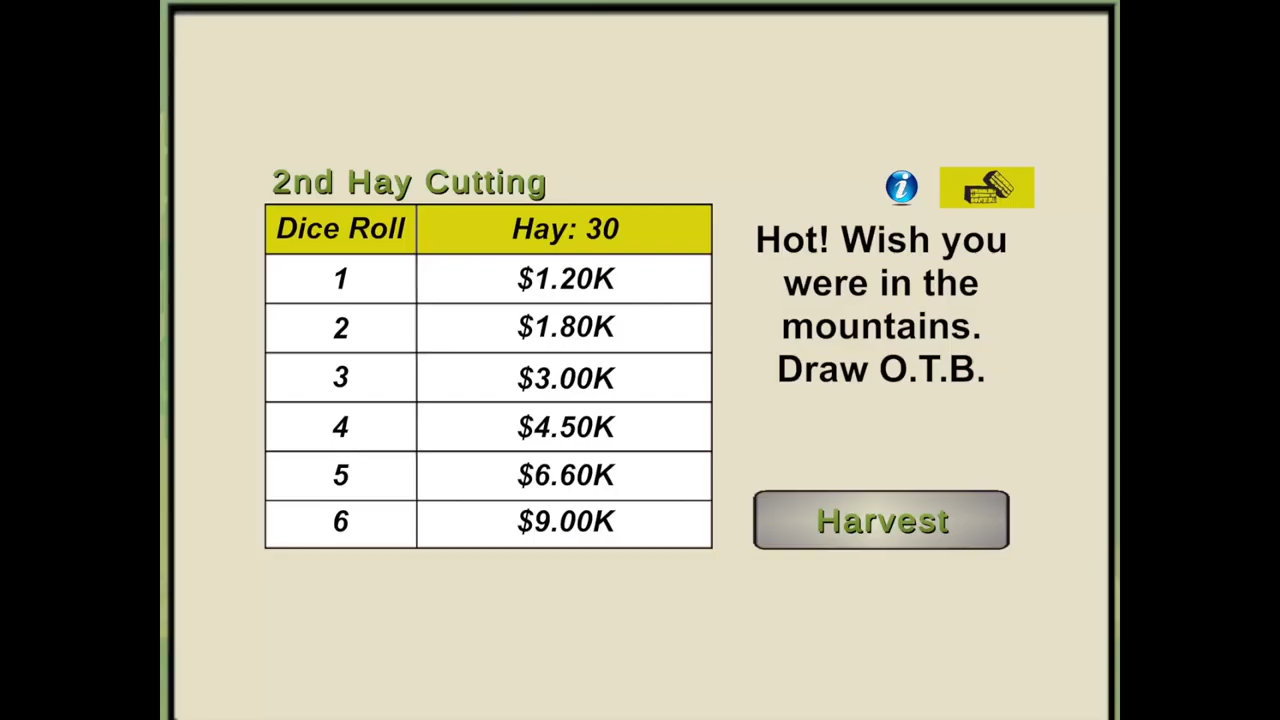 2nd Hay Cutting
Dice Roll Hay: 30
1 $1.20K
2 $1.80K
3 $3.00K
4 $4.50K
5 $6.60K
6 $9.00K
i
Hot! Wish you
were in the
mountains.
Draw O.T.B.
Harvest